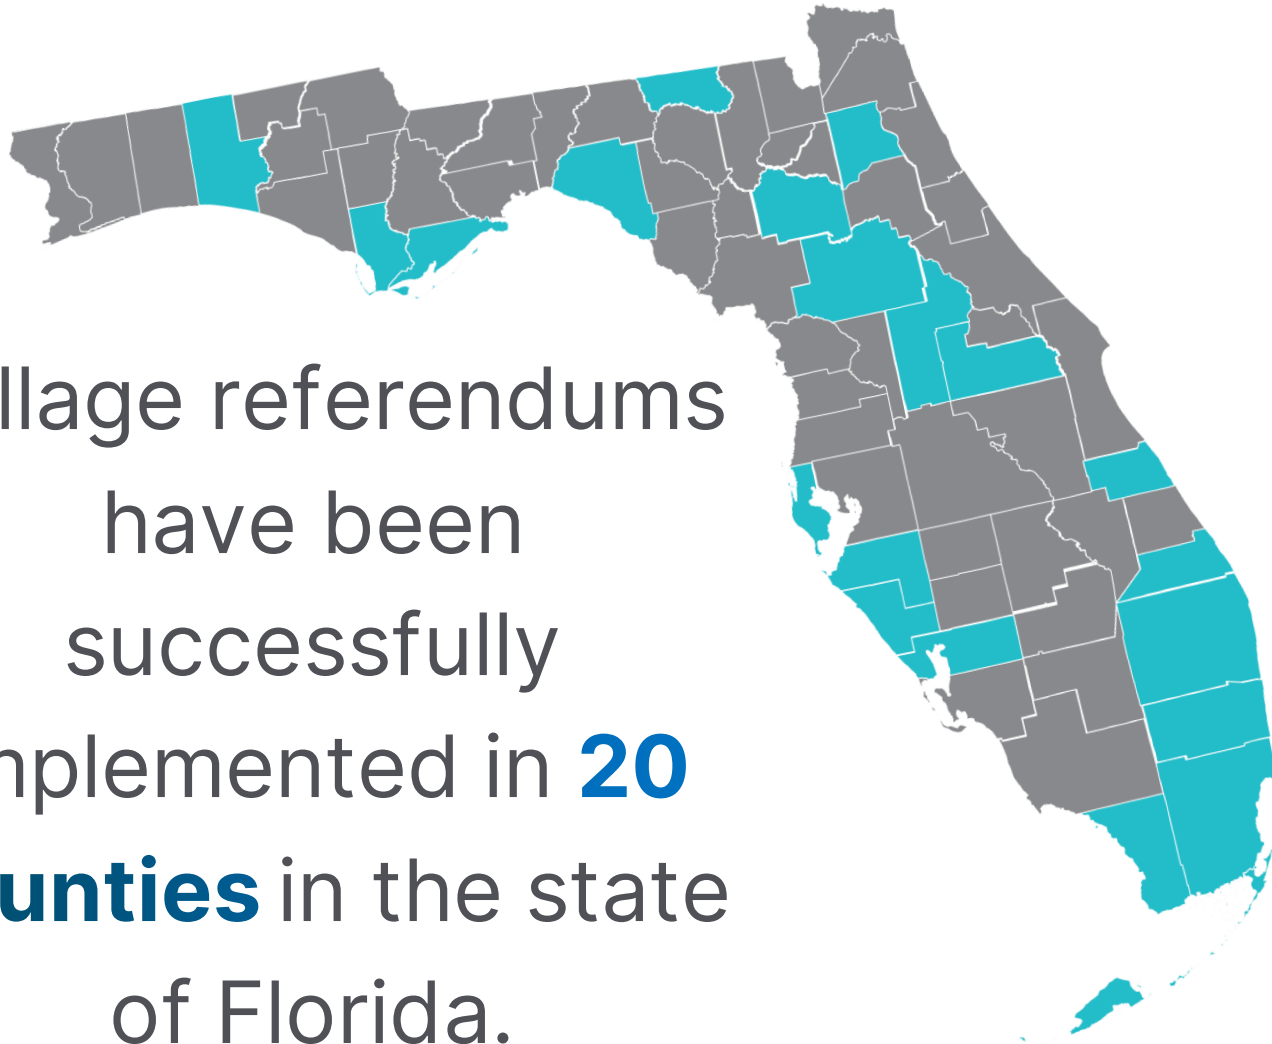 llage referendums
have been
successfully
nplemented in 20
unties in the state
of Florida.